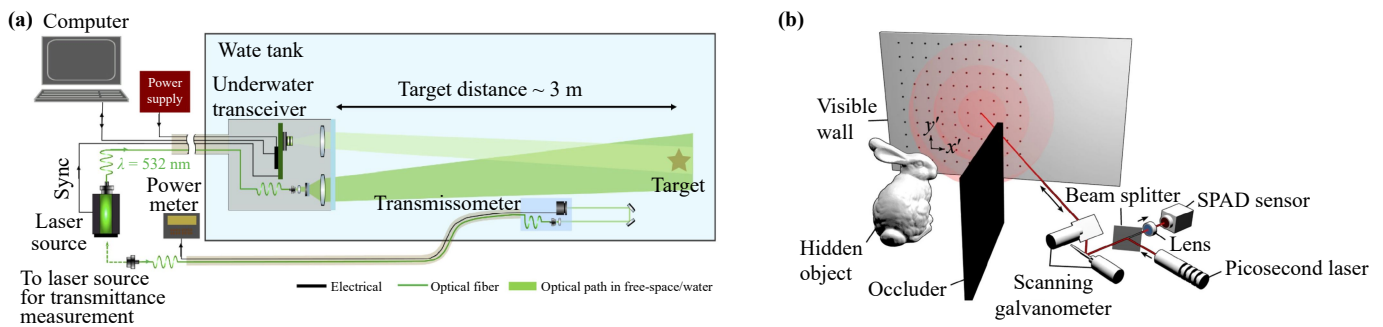 (a)
Computer
Power
supply
Wate tank
Underwater
transceiver
Target distance ~ 3 m
Sync
λ = 532 nm
Power
meter
Laser
source
Target
Transmissometer
To laser source
for transmittance
measurement
Electrical
Optical fiber
Optical path in free-space/water
(b)
Visible
wall
y′
x′
Beam splitter
SPAD sensor
Lens
Hidden
object
Occluder
Scanning
galvanometer
Picosecond laser